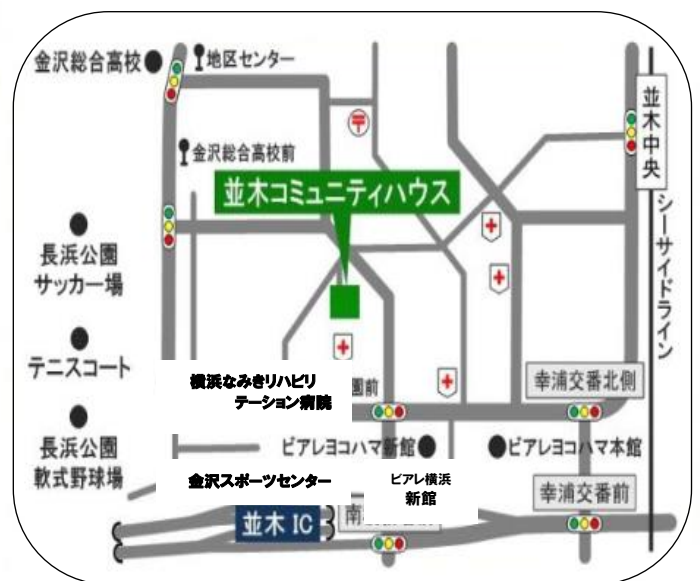 金沢総合高校
地区センター
金沢総合高校前
並木中央
シーサイドライン
並木コミュニティハウス
長浜公園
サッカー場
テニスコート
横浜なみきリハビリ
テーション病院
園前
幸浦交番北側
長浜公園
軟式野球場
ビアレヨコハマ新館
ビアレヨコハマ本館
金沢スポーツセンター
ビアレ横浜
新館
幸浦交番前
並木 IC
南